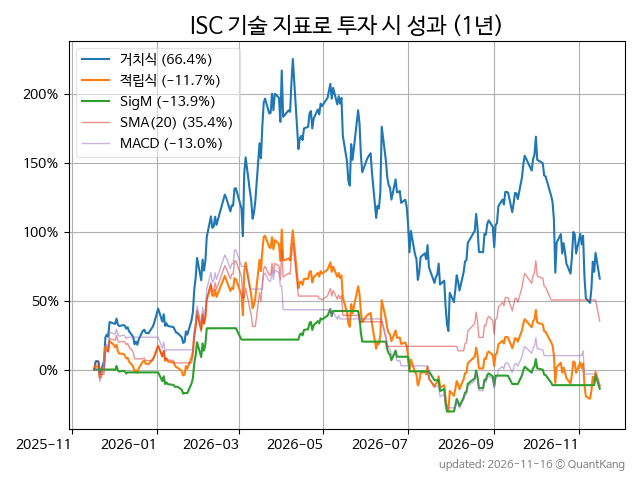 ISC 기술 지표로 투자 시 성과 (1년)
거치식 (66.4%)
적립식 (-11.7%)
SigM (-13.9%)
SMA(20) (35.4%)
MACD (-13.0%)
200%
150%
100%
50%
0%
2025-11 2026-01 2026-03 2026-05 2026-07 2026-09 2026-11
updated: 2026-11-16 © QuantKang